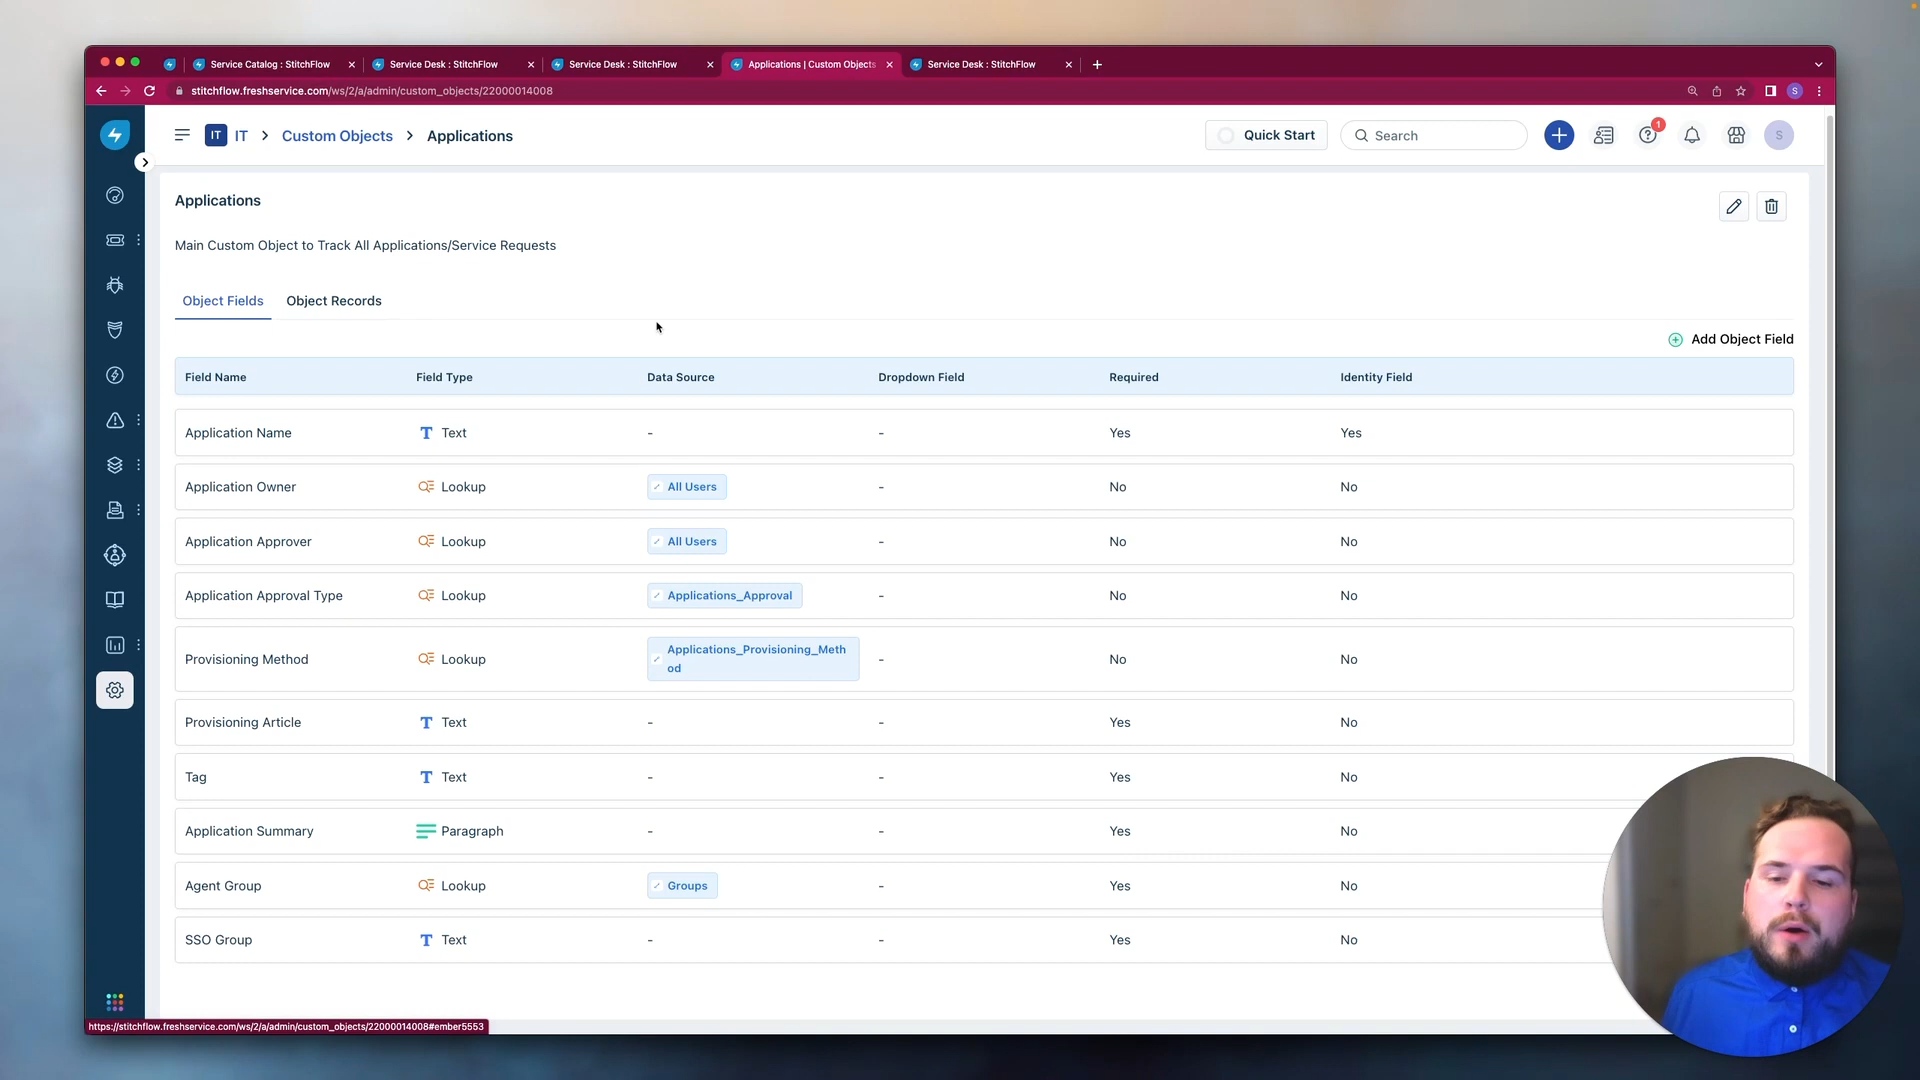 Service Catalog : StitchFlow
Service Desk : StitchFlow
Service Desk : StitchFlow
Applications | Custom Objects
Service Desk : StitchFlow
stitchflow.freshservice.com/ws/2/a/admin/custom_objects/22000014008
S
IT IT > Custom Objects > Applications
Quick Start
Search
1
S
Applications
Main Custom Object to Track All Applications/Service Requests
Object Fields
Object Records
Add Object Field
Field Name Field Type Data Source Dropdown Field Required Identity Field
Application Name Text - - Yes Yes
Application Owner Lookup All Users - No No
Application Approver Lookup All Users - No No
Application Approval Type Lookup Applications_Approval - No No
Provisioning Method Lookup Applications_Provisioning_Meth - No No
od
Provisioning Article Text - - Yes No
Tag Text - - Yes No
Application Summary Paragraph - - Yes No
Agent Group Lookup Groups - Yes No
SSO Group Text - - Yes No
https://stitchflow.freshservice.com/ws/2/a/admin/custom_objects/22000014008#ember5553